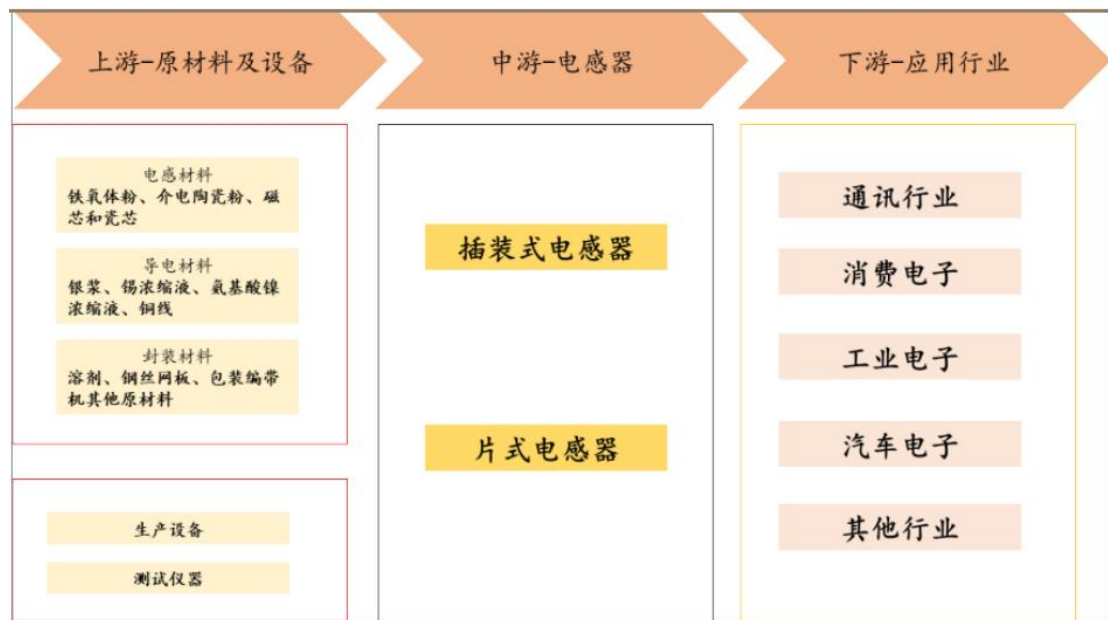 上游-原材料及设备
中游-电感器
下游-应用行业
电感材料
铁氧体粉、介电陶瓷粉、磁
芯和瓷芯
导电材料
银浆、锡浓缩液、氨基酸镍
浓缩液、铜线
封装材料
溶剂、钢丝网板、包装编带
机其他原材料
生产设备
测试仪器
插装式电感器
片式电感器
通讯行业
消费电子
工业电子
汽车电子
其他行业